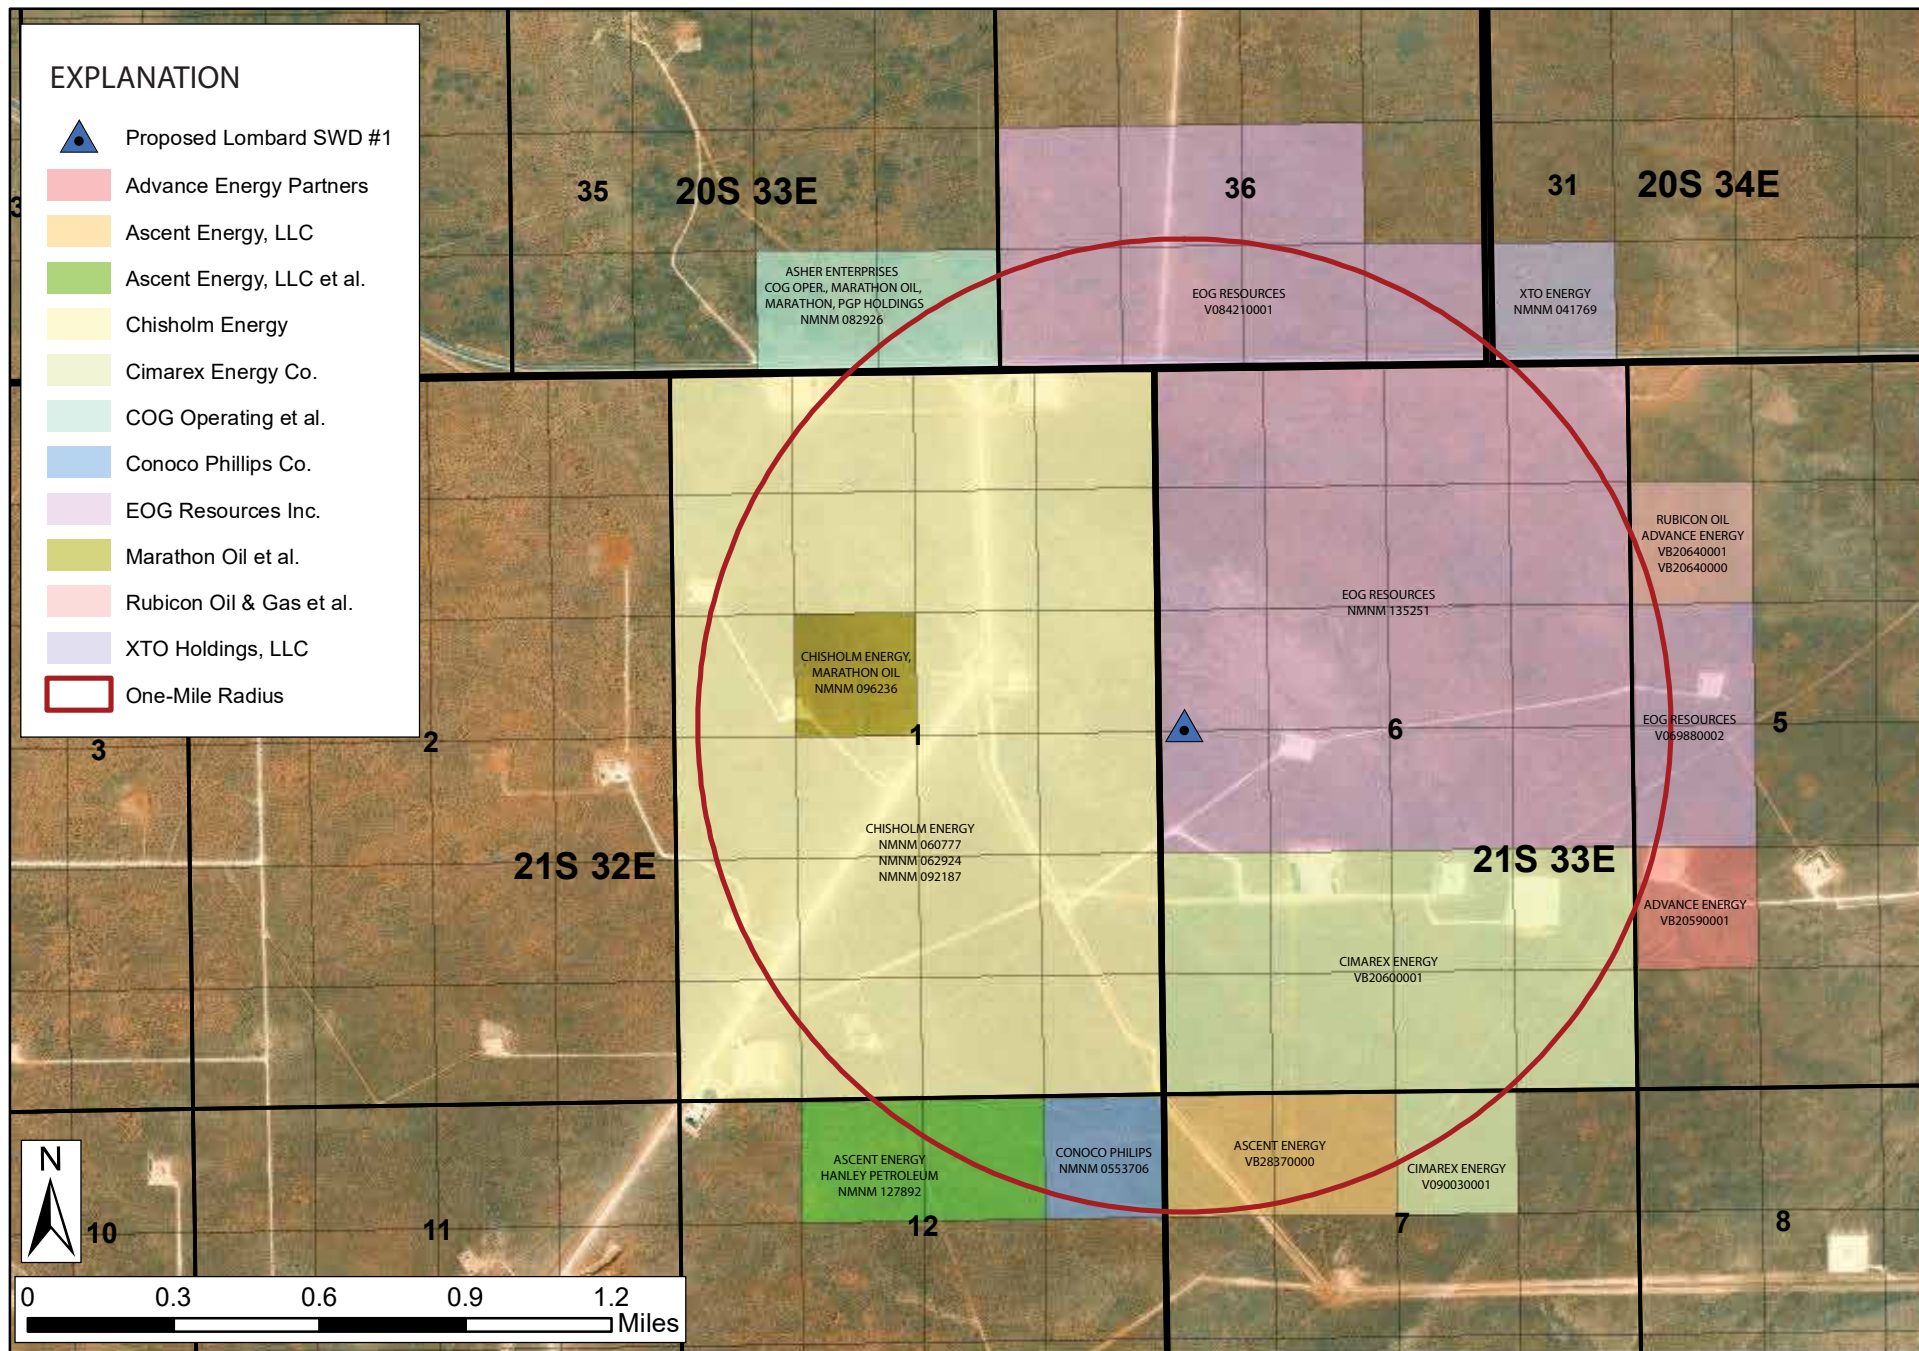 EXPLANATION
Proposed Lombard SWD #1
Advance Energy Partners
Ascent Energy, LLC
Ascent Energy, LLC et al.
Chisholm Energy
Cimarex Energy Co.
COG Operating et al.
Conoco Phillips Co.
EOG Resources Inc.
Marathon Oil et al.
Rubicon Oil & Gas et al.
XTO Holdings, LLC
One-Mile Radius
3
35
20S 33E
36
31
20S 34E
ASHER ENTERPRISES
COG OPER., MARATHON OIL,
MARATHON, PGP HOLDINGS
NMNM 082926
EOG RESOURCES
V084210001
XTO ENERGY
NMNM 041769
RUBICON OIL
ADVANCE ENERGY
VB20640001
VB20640000
EOG RESOURCES
NMNM 135251
CHISHOLM ENERGY,
MARATHON OIL
NMNM 096236
3
2
1
6
EOG RESOURCES
V069880002
5
CHISHOLM ENERGY
NMNM 060777
NMNM 062924
NMNM 092187
21S 32E
21S 33E
ADVANCE ENERGY
VB20590001
CIMAREX ENERGY
VB20600001
ASCENT ENERGY
HANLEY PETROLEUM
NMNM 127892
CONOCO PHILIPS
NMNM 0553706
ASCENT ENERGY
VB28370000
CIMAREX ENERGY
V090030001
N
10
11
12
7
8
0 0.3 0.6 0.9 1.2
Miles